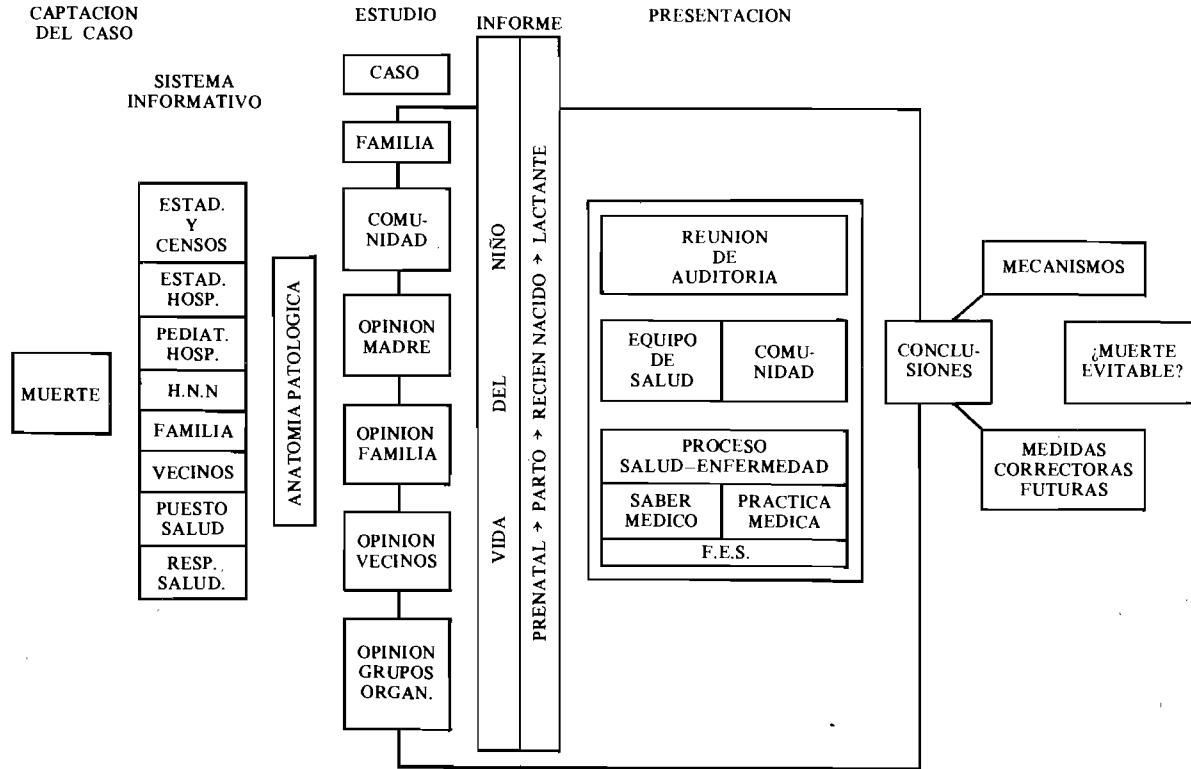 CAPTACION
DEL CASO
SISTEMA
INFORMATIVO
ESTUDIO
INFORME
PRESENTACION
MUERTE
ESTAD.
Y
CENSOS
ESTAD.
HOSP.
PEDIAT.
HOSP.
H.N.N
FAMILIA
VECINOS
PUESTO
SALUD
RESP.
SALUD.
ANATOMIA PATOLOGICA
CASO
FAMILIA
COMU-
NIDAD
OPINION
MADRE
OPINION
FAMILIA
OPINION
VECINOS
OPINION
GRUPOS
ORGAN.
VIDA DEL NIÑO
PRENATAL → PARTO → RECIEN NACIDO → LACTANTE
REUNION
DE
AUDITORIA
EQUIPO
DE
SALUD
COMU-
NIDAD
PROCESO
SALUD–ENFERMEDAD
SABER
MEDICO
PRACTICA
MEDICA
F.E.S.
CONCLU-
SIONES
MECANISMOS
¿MUERTE
EVITABLE?
MEDIDAS
CORRECTORAS
FUTURAS